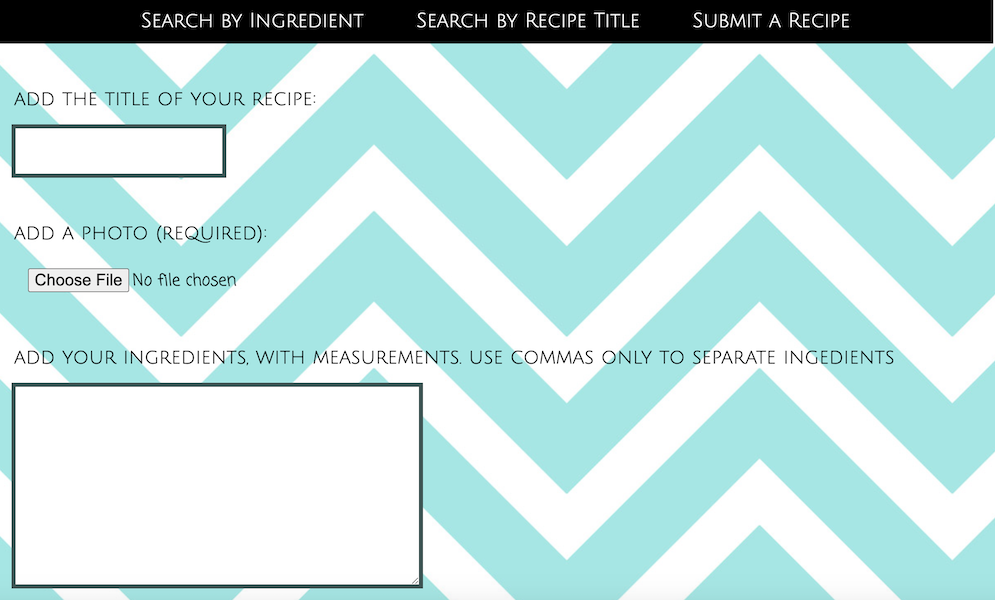 Search by Ingredient Search by Recipe Title Submit a Recipe
ADD THE TITLE OF YOUR RECIPE:
ADD A PHOTO (REQUIRED):
Choose File No file chosen
ADD YOUR INGREDIENTS, WITH MEASUREMENTS. USE COMMAS ONLY TO SEPARATE INGEDIENTS